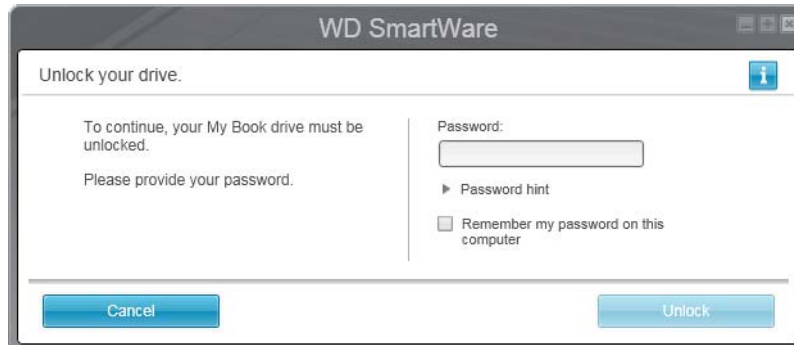 WD SmartWare
Unlock your drive.
To continue, your My Book drive must be
unlocked.
Please provide your password.
Password:
Password hint
Remember my password on this
computer
Cancel
Unlock